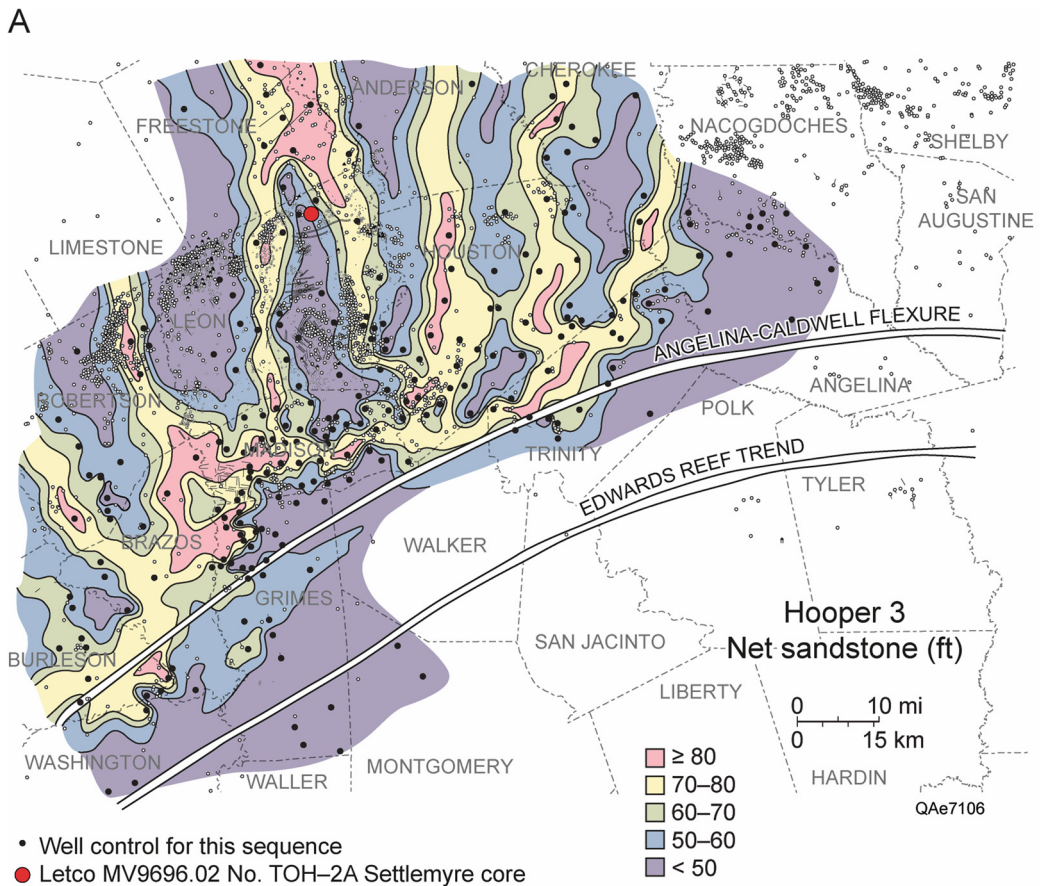 A
CHEROKEE
ANDERSON
FREESTONE
NACOGDOCHES
SHELBY
SAN
AUGUSTINE
LIMESTONE
HOUSTON
LEON
ANGELINA-CALDWELL FLEXURE
ANGELINA
ROBERTSON
POLK
MADISON
TRINITY
EDWARDS REEF TREND
TYLER
BRAZOS
WALKER
GRIMES
Hooper 3
Net sandstone (ft)
SAN JACINTO
BURLESON
LIBERTY
0 10 mi
0 15 km
WASHINGTON
WALLER
MONTGOMERY
HARDIN
≥ 80
70–80
60–70
50–60
< 50
QAe7106
Well control for this sequence
Letco MV9696.02 No. TOH–2A Settlemyre core